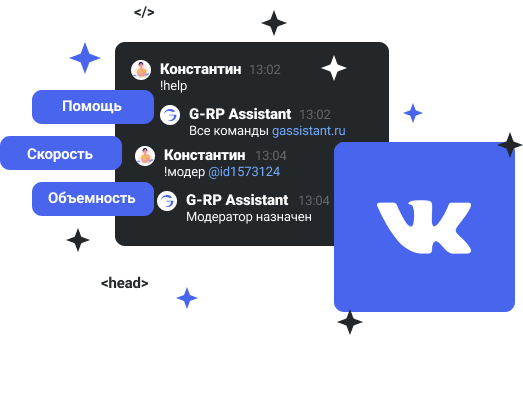 </>
Константин 13:02
!help
Помощь
G-RP Assistant 13:02
Все команды gassistant.ru
Скорость
Константин 13:04
!модер @id1573124
Объемность
G-RP Assistant 13:04
Модератор назначен
<head>